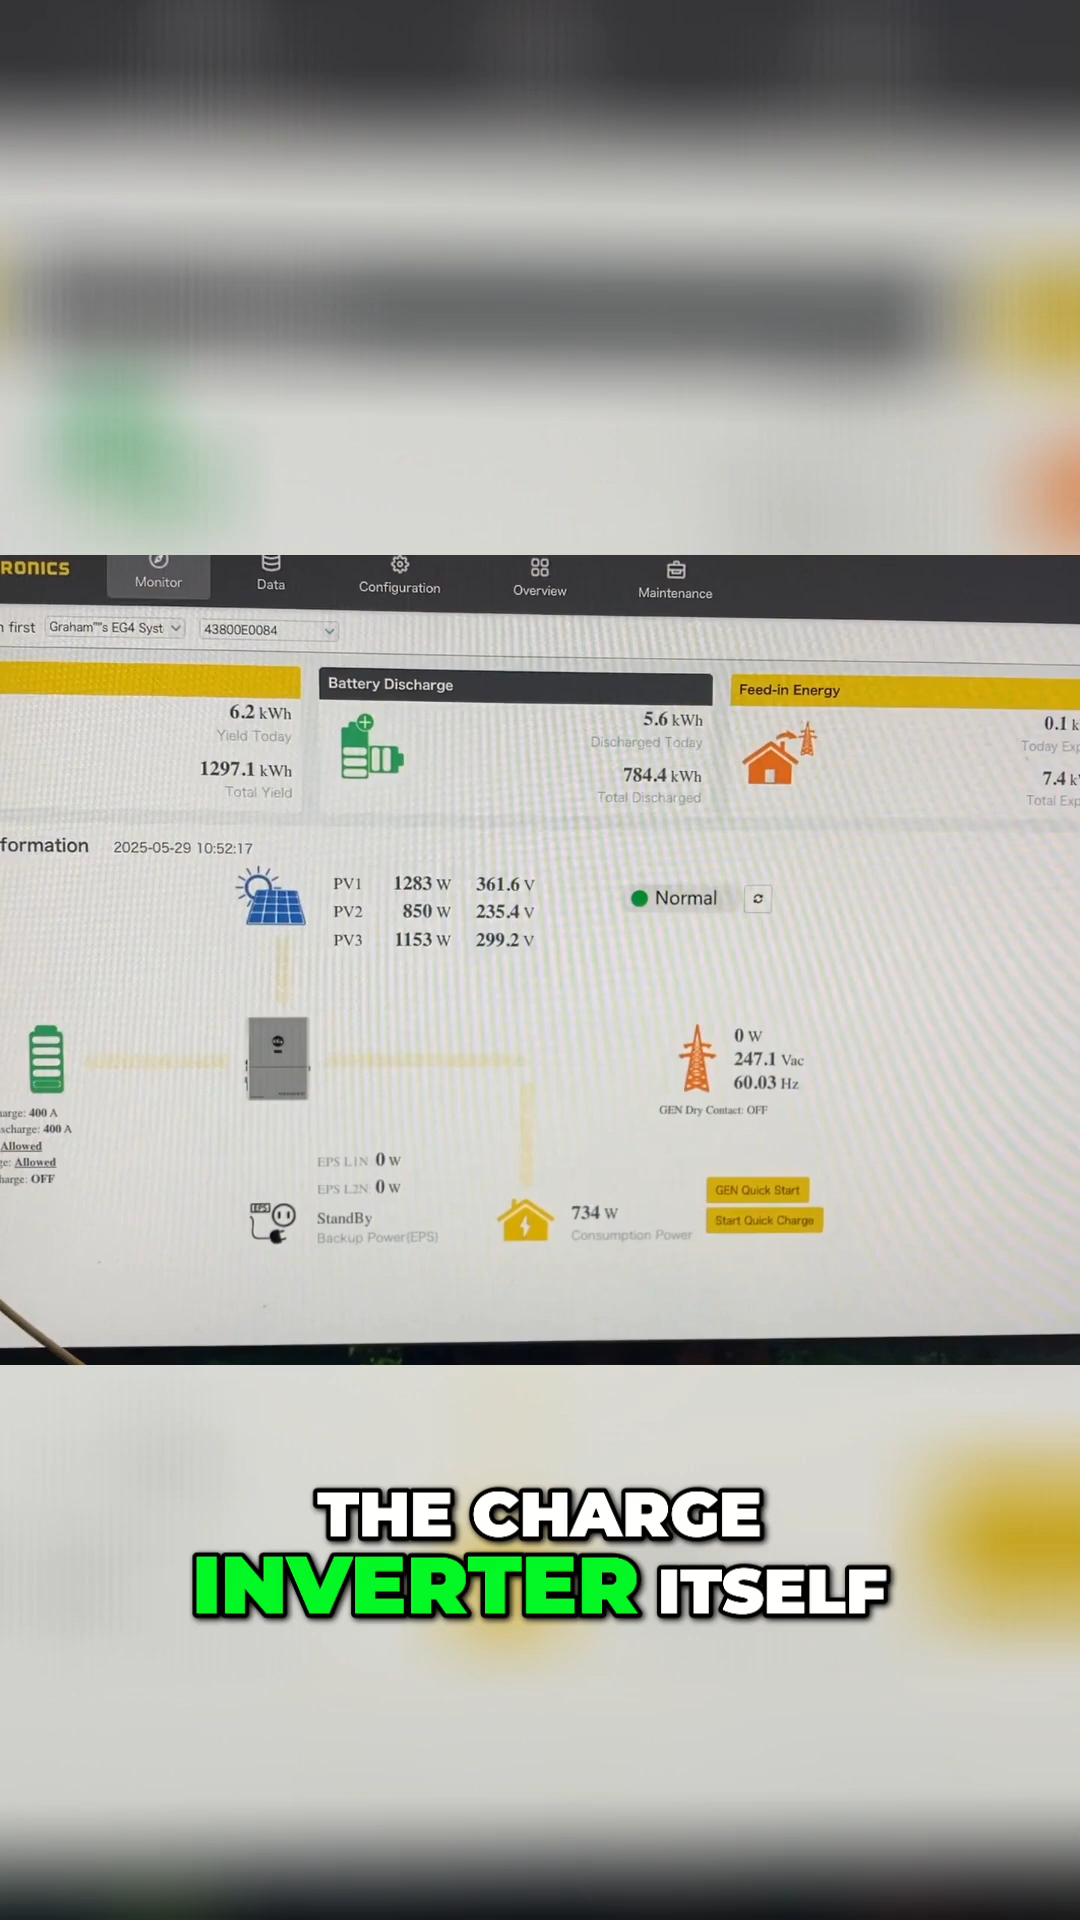 RONICS
Monitor
Data
Configuration
Overview
Maintenance
n first
Graham""s EG4 Syst
43800E0084
6.2 kWh
Yield Today
1297.1 kWh
Total Yield
Battery Discharge
5.6 kWh
Discharged Today
784.4 kWh
Total Discharged
Feed-in Energy
0.1 k
Today Exp
7.4 k
Total Exp
formation
2025-05-29 10:52:17
PV1 1283 W 361.6 V
PV2 850 W 235.4 V
PV3 1153 W 299.2 V
Normal
0 W
247.1 Vac
60.03 Hz
GEN Dry Contact: OFF
arge: 400 A
scharge: 400 A
Allowed
ge: Allowed
harge: OFF
EPS L1N 0 W
EPS L2N 0 W
EPS
StandBy
Backup Power(EPS)
734 W
Consumption Power
GEN Quick Start
Start Quick Charge
THE CHARGE
INVERTER ITSELF